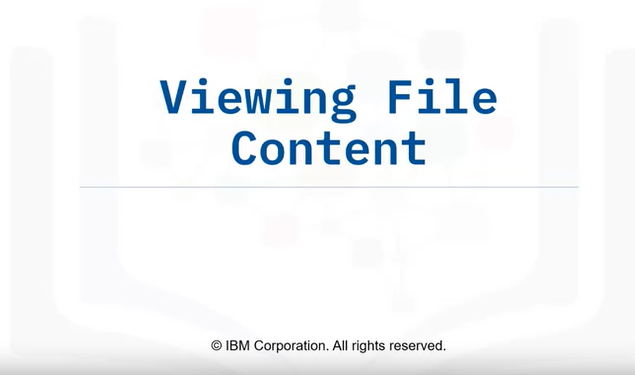 Viewing File
Content
© IBM Corporation. All rights reserved.